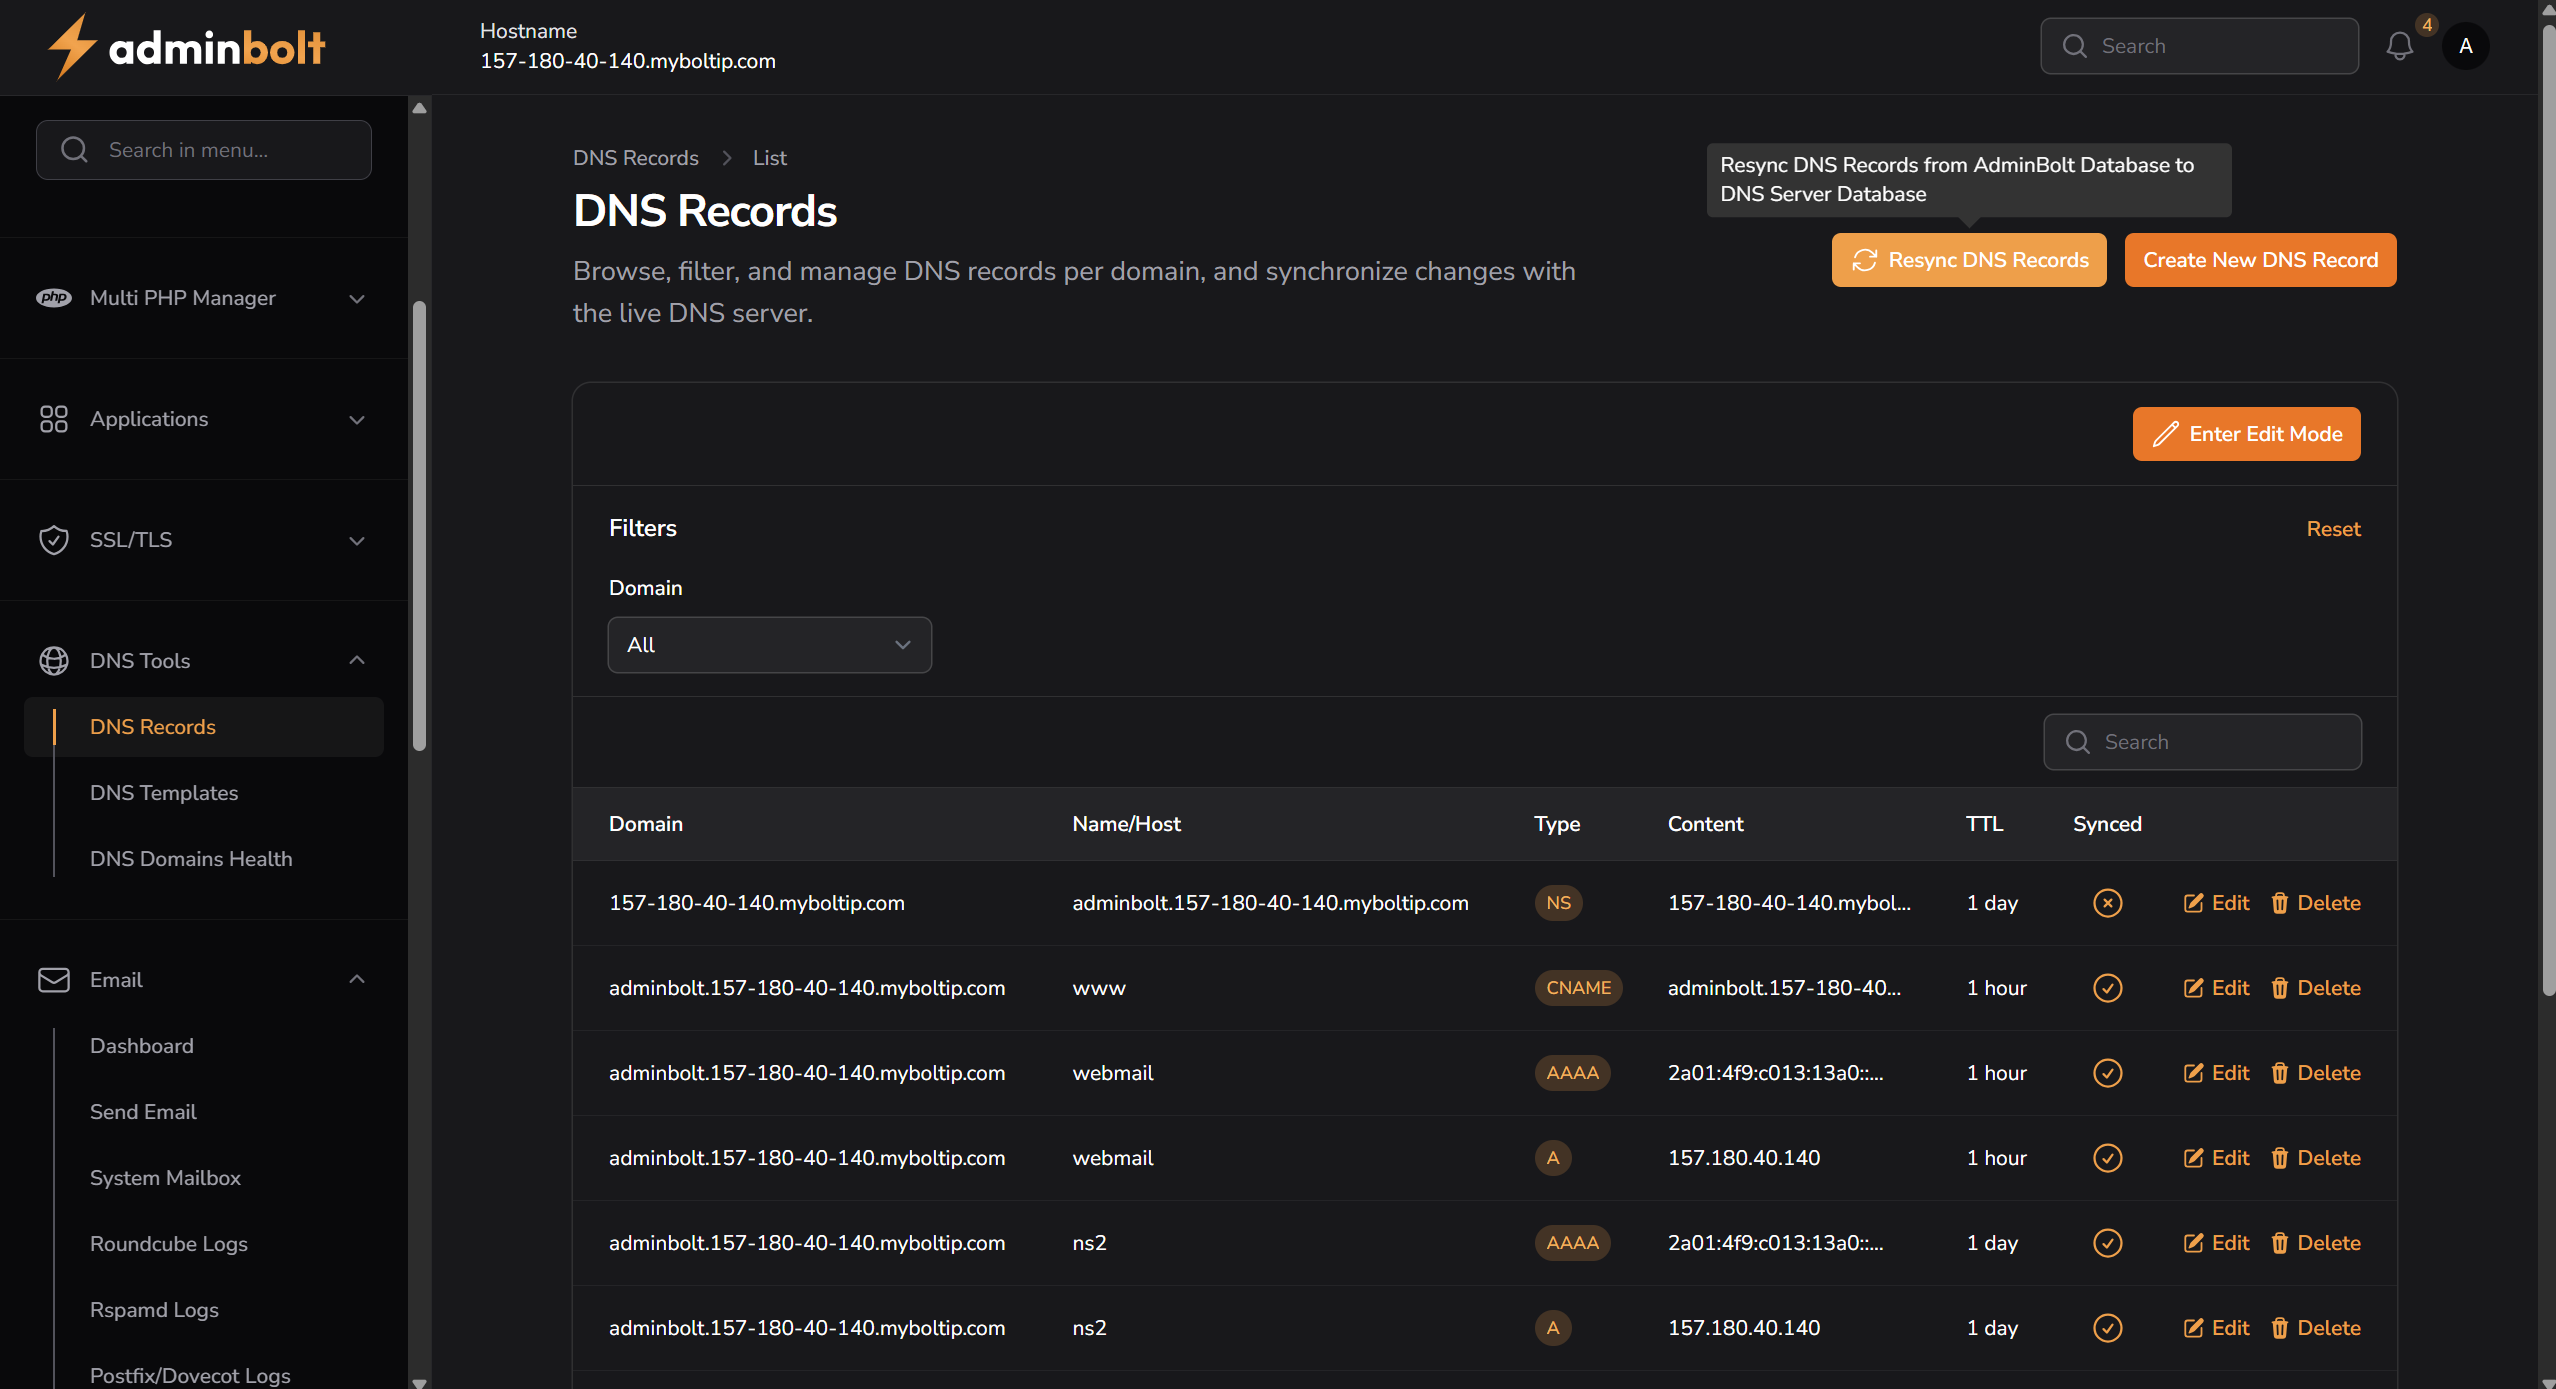 adminbolt
Hostname
157-180-40-140.myboltip.com
Search
4
A
Search in menu...
Multi PHP Manager
Applications
SSL/TLS
DNS Tools
DNS Records
DNS Templates
DNS Domains Health
Email
Dashboard
Send Email
System Mailbox
Roundcube Logs
Rspamd Logs
Postfix/Dovecot Logs
DNS Records > List
DNS Records
Browse, filter, and manage DNS records per domain, and synchronize changes with
the live DNS server.
Resync DNS Records from AdminBolt Database to
DNS Server Database
Resync DNS Records
Create New DNS Record
Enter Edit Mode
Filters
Reset
Domain
All
Search
Domain Name/Host Type Content TTL Synced
157-180-40-140.myboltip.com adminbolt.157-180-40-140.myboltip.com NS 157-180-40-140.mybol... 1 day Edit Delete
adminbolt.157-180-40-140.myboltip.com www CNAME adminbolt.157-180-40... 1 hour Edit Delete
adminbolt.157-180-40-140.myboltip.com webmail AAAA 2a01:4f9:c013:13a0::... 1 hour Edit Delete
adminbolt.157-180-40-140.myboltip.com webmail A 157.180.40.140 1 hour Edit Delete
adminbolt.157-180-40-140.myboltip.com ns2 AAAA 2a01:4f9:c013:13a0::... 1 day Edit Delete
adminbolt.157-180-40-140.myboltip.com ns2 A 157.180.40.140 1 day Edit Delete